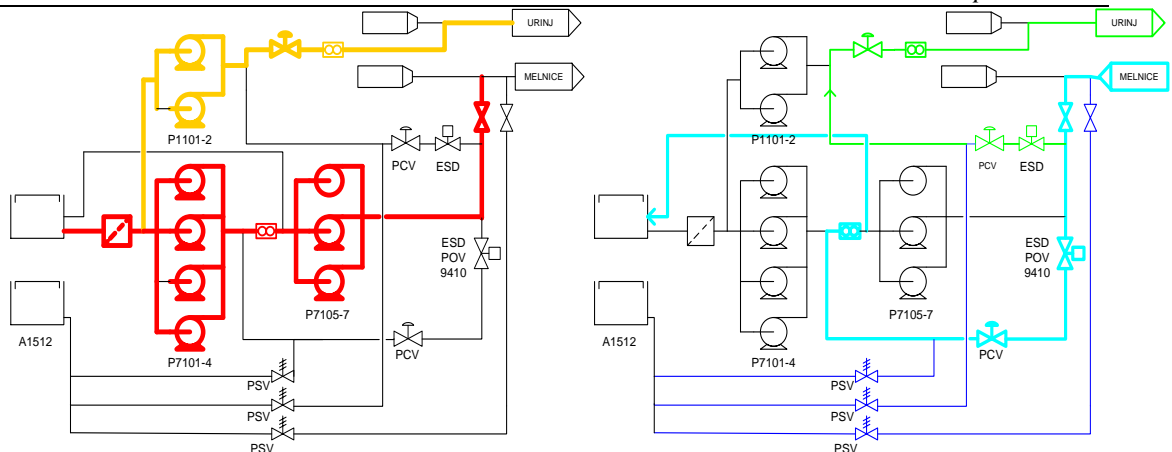 URINJ
MELNICE
P1101-2
PCV
ESD
ESD
POV
9410
P7105-7
A1512
P7101-4
PCV
PSV
PSV
PSV
URINJ
MELNICE
P1101-2
PCV
ESD
ESD
POV
9410
P7105-7
A1512
P7101-4
PCV
PSV
PSV
PSV